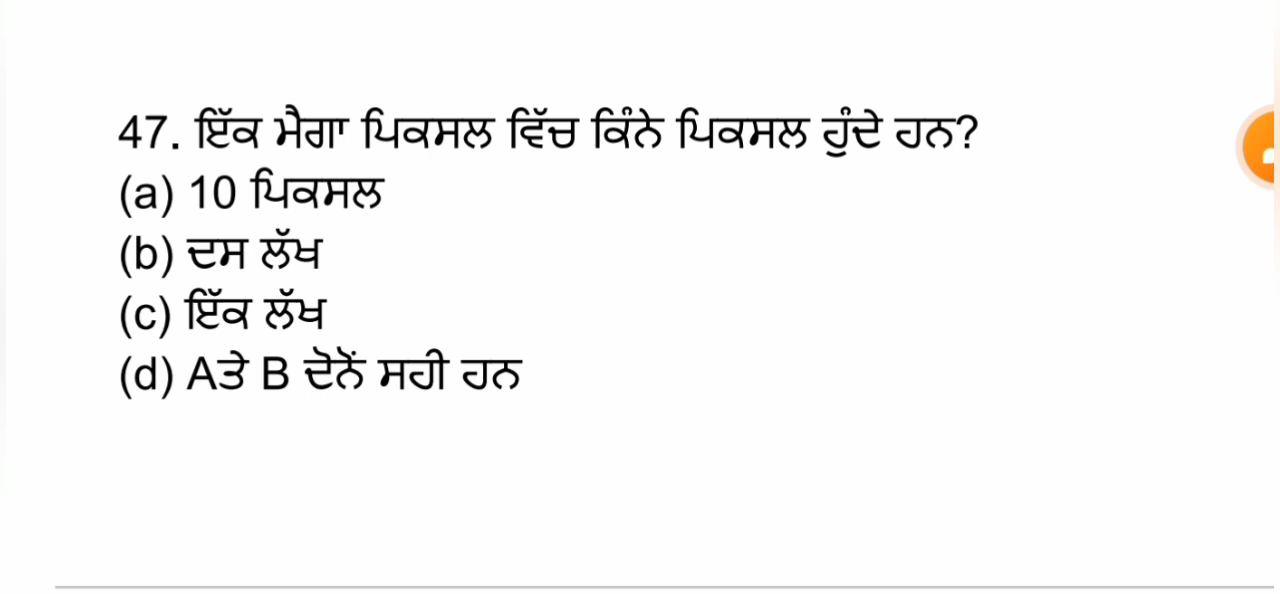 47. ਇੱਕ ਮੈਗਾ ਪਿਕਸਲ ਵਿੱਚ ਕਿੰਨੇ ਪਿਕਸਲ ਹੁੰਦੇ ਹਨ?
(a) 10 ਪਿਕਸਲ
(b) ਦਸ ਲੱਖ
(c) ਇੱਕ ਲੱਖ
(d) Aਤੇ B ਦੋਨੋਂ ਸਹੀ ਹਨ